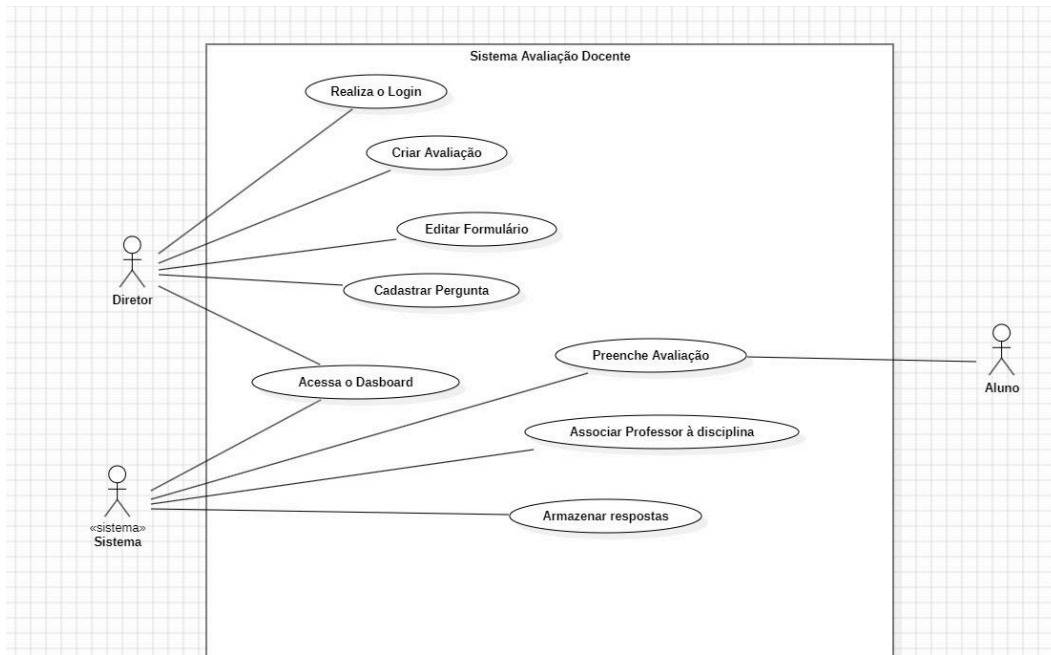 Sistema Avaliação Docente
Realiza o Login
Criar Avaliação
Editar Formulário
Cadastrar Pergunta
Diretor
Preenche Avaliação
Aluno
Acessa o Dasboard
Associar Professor à disciplina
Armazenar respostas
«sistema»
Sistema